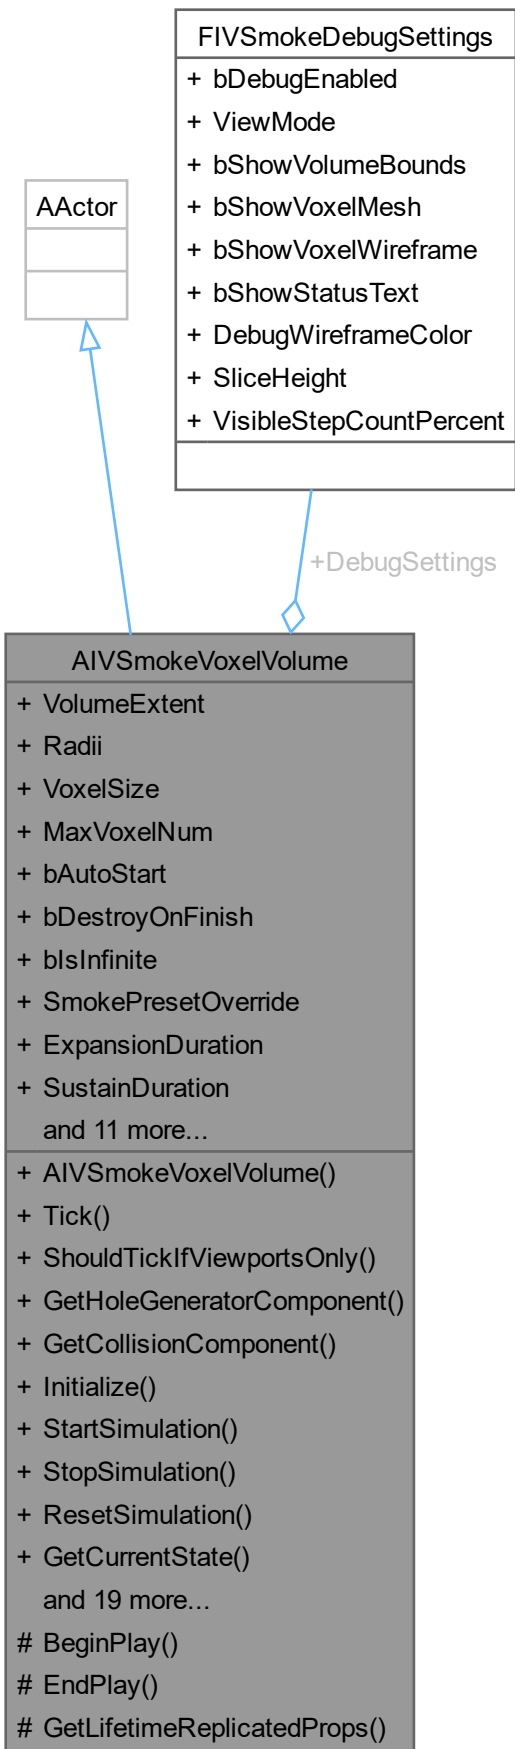 FIVSmokeDebugSettings
+ bDebugEnabled
+ ViewMode
+ bShowVolumeBounds
+ bShowVoxelMesh
+ bShowVoxelWireframe
+ bShowStatusText
+ DebugWireframeColor
+ SliceHeight
+ VisibleStepCountPercent
AActor
+DebugSettings
AIVSmokeVoxelVolume
+ VolumeExtent
+ Radii
+ VoxelSize
+ MaxVoxelNum
+ bAutoStart
+ bDestroyOnFinish
+ bIsInfinite
+ SmokePresetOverride
+ ExpansionDuration
+ SustainDuration
and 11 more...
+ AIVSmokeVoxelVolume()
+ Tick()
+ ShouldTickIfViewportsOnly()
+ GetHoleGeneratorComponent()
+ GetCollisionComponent()
+ Initialize()
+ StartSimulation()
+ StopSimulation()
+ ResetSimulation()
+ GetCurrentState()
and 19 more...
# BeginPlay()
# EndPlay()
# GetLifetimeReplicatedProps()